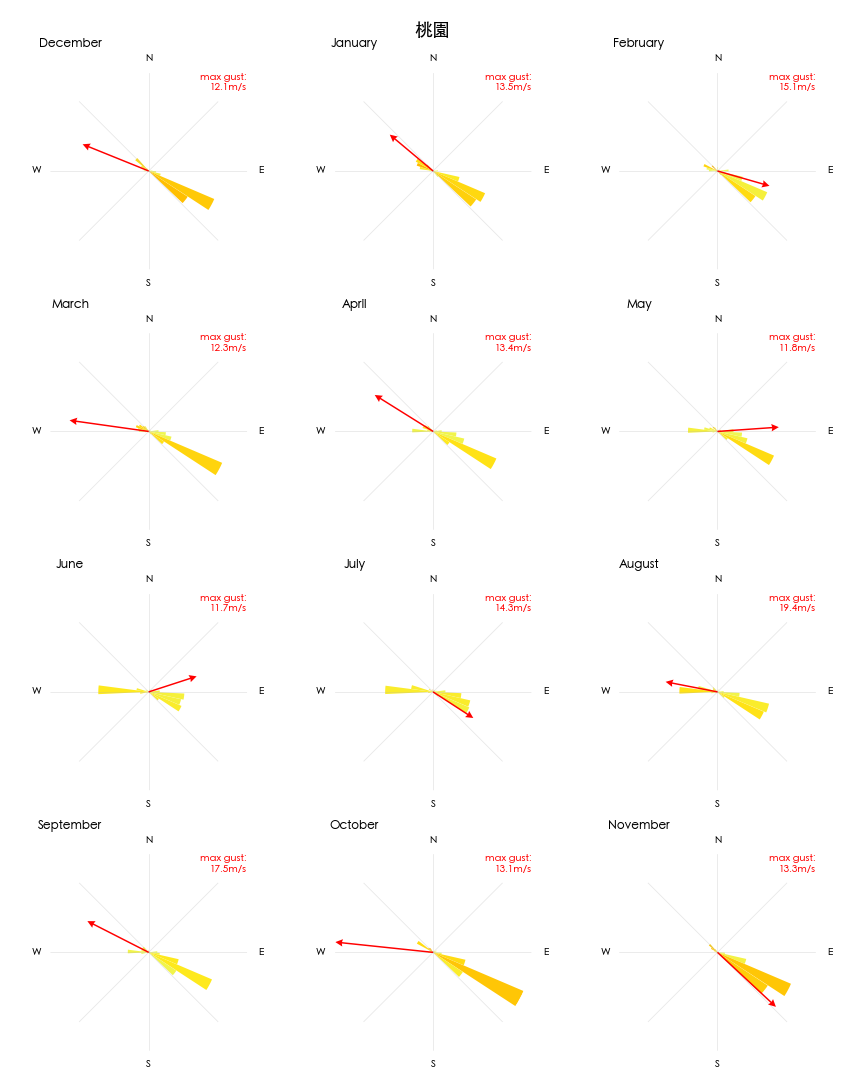 桃園
December
N
max gust:
12.1m/s
W
E
S
January
N
max gust:
13.5m/s
W
E
S
February
N
max gust:
15.1m/s
W
E
S
March
N
max gust:
12.3m/s
W
E
S
April
N
max gust:
13.4m/s
W
E
S
May
N
max gust:
11.8m/s
W
E
S
June
N
max gust:
11.7m/s
W
E
S
July
N
max gust:
14.3m/s
W
E
S
August
N
max gust:
19.4m/s
W
E
S
September
N
max gust:
17.5m/s
W
E
S
October
N
max gust:
13.1m/s
W
E
S
November
N
max gust:
13.3m/s
W
E
S